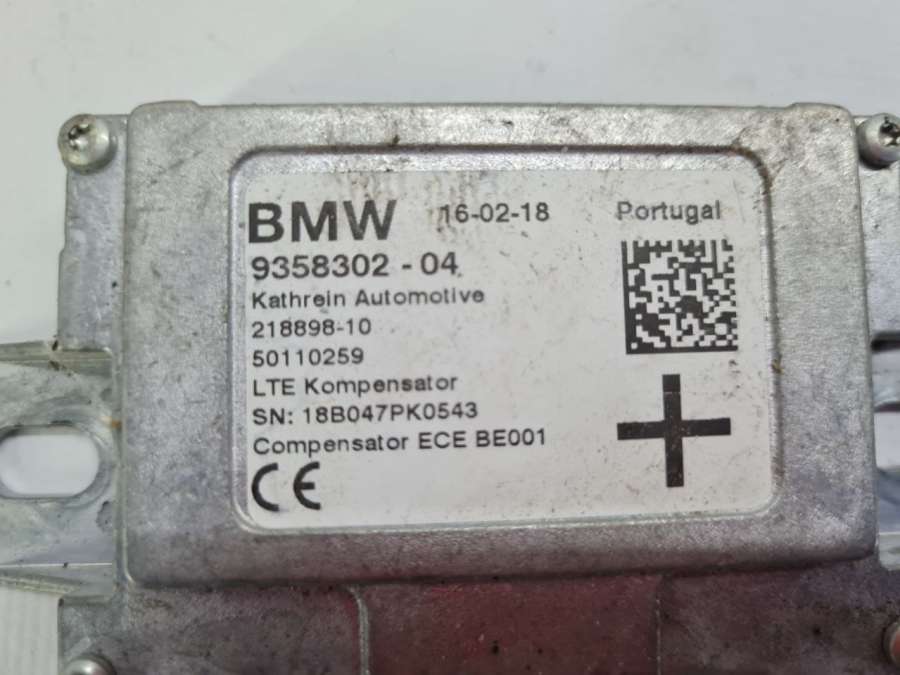 BMW 16-02-18 Portugal
9358302 - 04
Kathrein Automotive
218898-10
50110259
LTE Kompensator
SN: 18B047PK0543
Compensator ECE BE001
CE